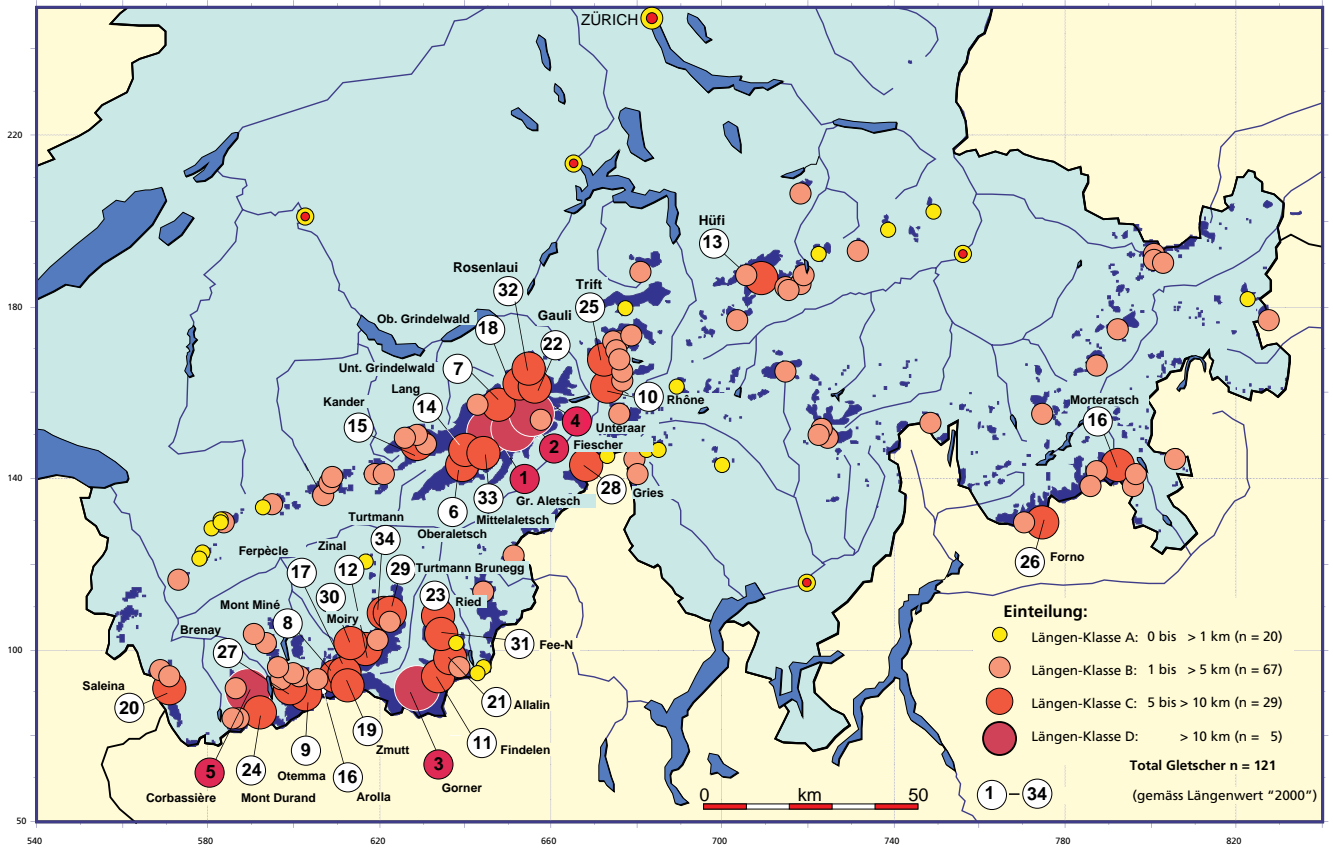 ZÜRICH
220
Hüfi
13
Rosenlaui
32
Trift
25
180
Ob. Grindelwald
18
Gauli
22
Unt. Grindelwald
7
Lang
14
Kander
15
10
Rhône
Morteratsch
16
4
Unteraar
2
Fiescher
140
1
Gr. Aletsch
28
Gries
33
Mittelaletsch
6
Oberaletsch
Turtmann
34
Ferpècle
17
Zinal
12
29
Turtmann Brunegg
26
Forno
30
Moiry
23
Ried
Mont Miné
8
Brenay
27
31
Fee-N
100
Saleina
20
21
Allalin
19
Zmutt
11
Findelen
9
Otemma
5
Corbassière
24
Mont Durand
16
Arolla
3
Gorner
Einteilung:
Längen-Klasse A: 0 bis > 1 km (n = 20)
Längen-Klasse B: 1 bis > 5 km (n = 67)
Längen-Klasse C: 5 bis > 10 km (n = 29)
Längen-Klasse D: > 10 km (n = 5)
Total Gletscher n = 121
1 – 34 (gemäss Längenwert “2000”)
0 km 50
50
540 580 620 660 700 740 780 820